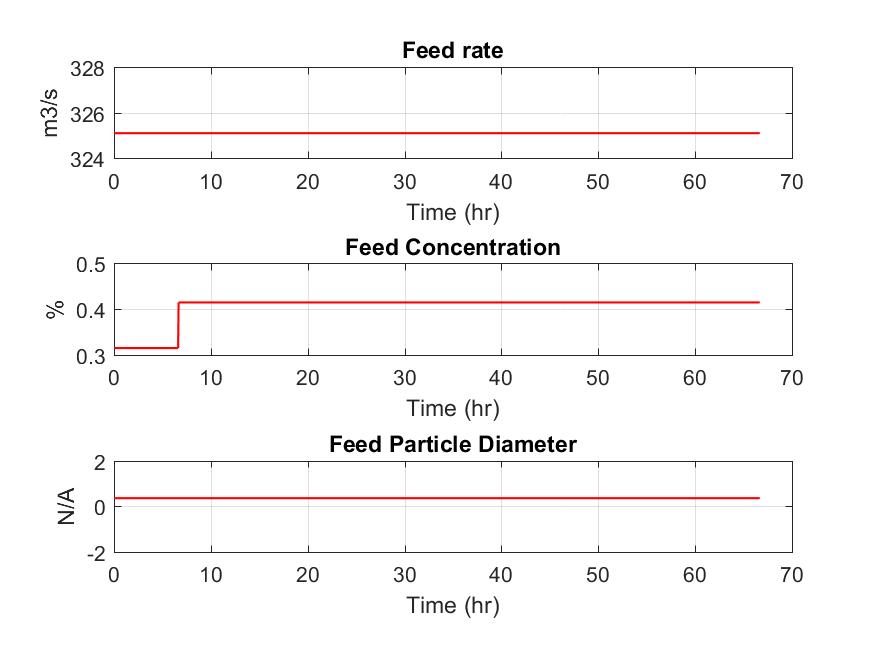 Feed rate
m3/s
328
326
324
0 10 20 30 40 50 60 70
Time (hr)
Feed Concentration
%
0.5
0.4
0.3
0 10 20 30 40 50 60 70
Time (hr)
Feed Particle Diameter
N/A
2
0
-2
0 10 20 30 40 50 60 70
Time (hr)